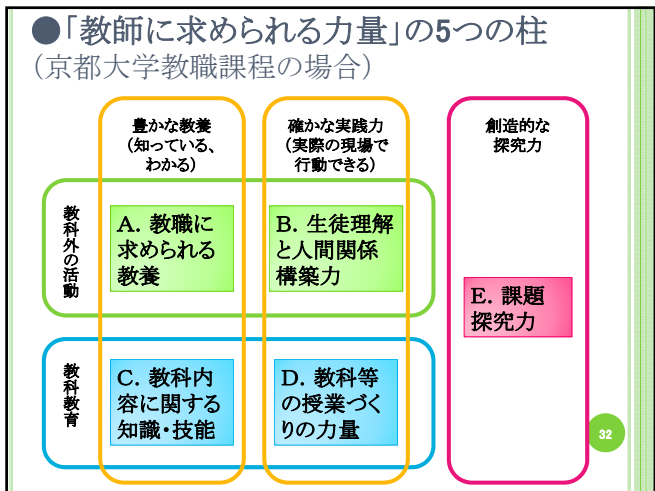 ●「教師に求められる力量」の5つの柱
(京都大学教職課程の場合)
豊かな教養
(知っている、
わかる)
確かな実践力
(実際の現場で
行動できる)
創造的な
探究力
教科外の活動
A. 教職に
求められる
教養
B. 生徒理解
と人間関係
構築力
E. 課題
探究力
教科教育
C. 教科内
容に関する
知識・技能
D. 教科等
の授業づく
りの力量
32